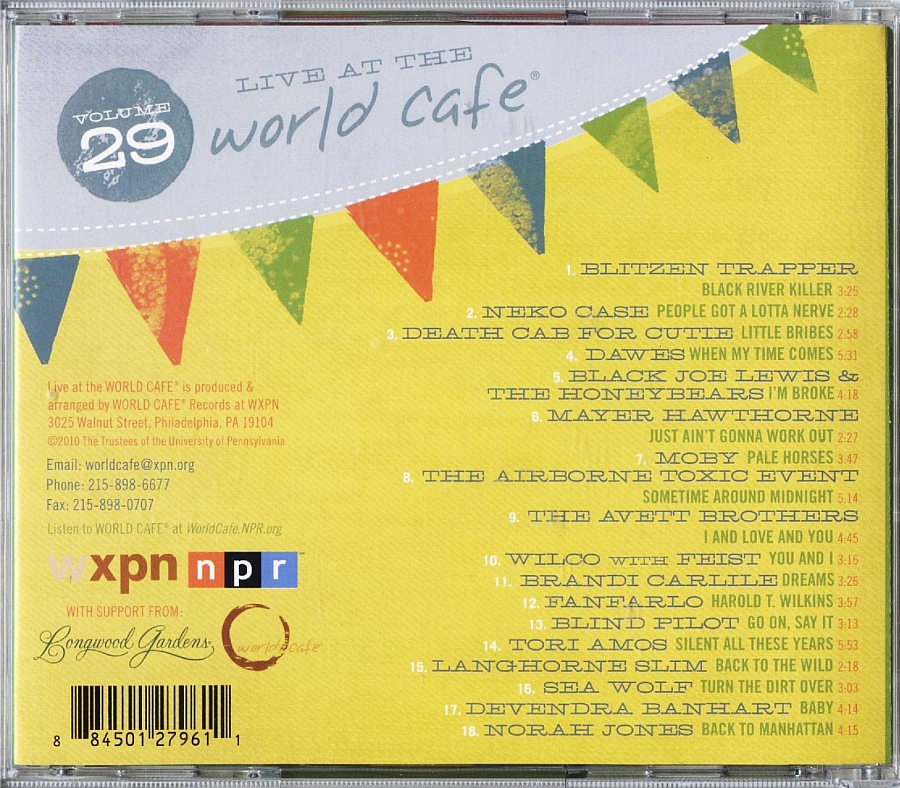 VOLUME
29
LIVE AT THE
world cafe®
1. BLITZEN TRAPPER
BLACK RIVER KILLER 3:25
2. NEKO CASE PEOPLE GOT A LOTTA NERVE 2:28
3. DEATH CAB FOR CUTIE LITTLE BRIBES 2:58
4. DAWES WHEN MY TIME COMES 5:31
5. BLACK JOE LEWIS &
THE HONEYBEARS I'M BROKE 4:18
6. MAYER HAWTHORNE
JUST AIN'T GONNA WORK OUT 2:27
7. MOBY PALE HORSES 3:47
8. THE AIRBORNE TOXIC EVENT
SOMETIME AROUND MIDNIGHT 5:14
9. THE AVETT BROTHERS
I AND LOVE AND YOU 4:45
10. WILCO WITH FEIST YOU AND I 3:16
11. BRANDI CARLILE DREAMS 3:26
12. FANFARLO HAROLD T. WILKINS 3:57
13. BLIND PILOT GO ON, SAY IT 3:13
14. TORI AMOS SILENT ALL THESE YEARS 5:53
15. LANGHORNE SLIM BACK TO THE WILD 2:18
16. SEA WOLF TURN THE DIRT OVER 3:03
17. DEVENDRA BANHART BABY 4:14
18. NORAH JONES BACK TO MANHATTAN 4:15
Live at the WORLD CAFE® is produced &
arranged by WORLD CAFE® Records at WXPN
3025 Walnut Street, Philadelphia, PA 19104
©2010 The Trustees of the University of Pennsylvania
Email: worldcafe@xpn.org
Phone: 215-898-6677
Fax: 215-898-0707
Listen to WORLD CAFE® at WorldCafe.NPR.org
wxpn npr
WITH SUPPORT FROM:
Longwood Gardens world cafe
8 84501 27961 1